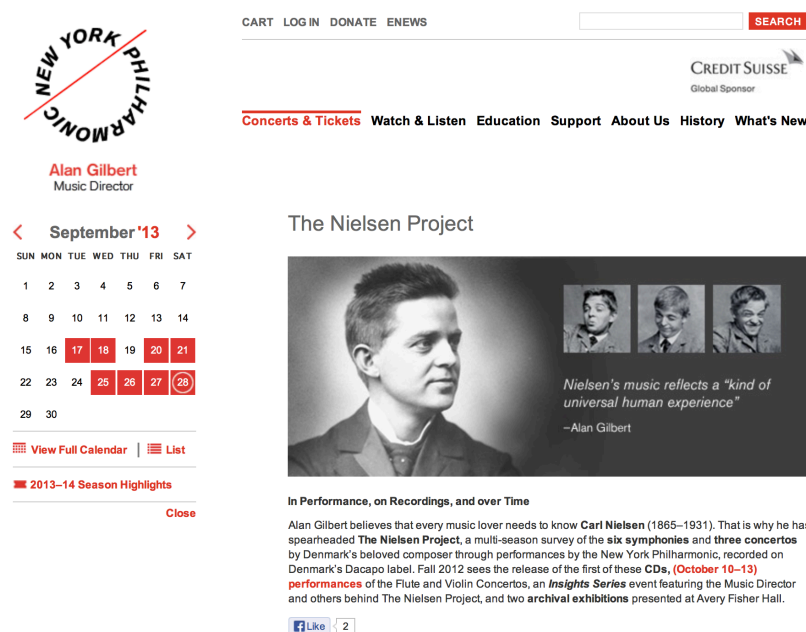 CART LOG IN DONATE ENEWS
SEARCH
NEW YORK PHILHARMONIC
CREDIT SUISSE
Global Sponsor
Concerts & Tickets Watch & Listen Education Support About Us History What's New
Alan Gilbert
Music Director
September '13
SUN MON TUE WED THU FRI SAT
1 2 3 4 5 6 7
8 9 10 11 12 13 14
15 16 17 18 19 20 21
22 23 24 25 26 27 28
29 30
View Full Calendar | List
2013–14 Season Highlights
Close
The Nielsen Project
Nielsen's music reflects a “kind of
universal human experience”
–Alan Gilbert
In Performance, on Recordings, and over Time
Alan Gilbert believes that every music lover needs to know Carl Nielsen (1865–1931). That is why he has
spearheaded The Nielsen Project, a multi-season survey of the six symphonies and three concertos
by Denmark's beloved composer through performances by the New York Philharmonic, recorded on
Denmark's Dacapo label. Fall 2012 sees the release of the first of these CDs, (October 10–13)
performances of the Flute and Violin Concertos, an Insights Series event featuring the Music Director
and others behind The Nielsen Project, and two archival exhibitions presented at Avery Fisher Hall.
Like 2